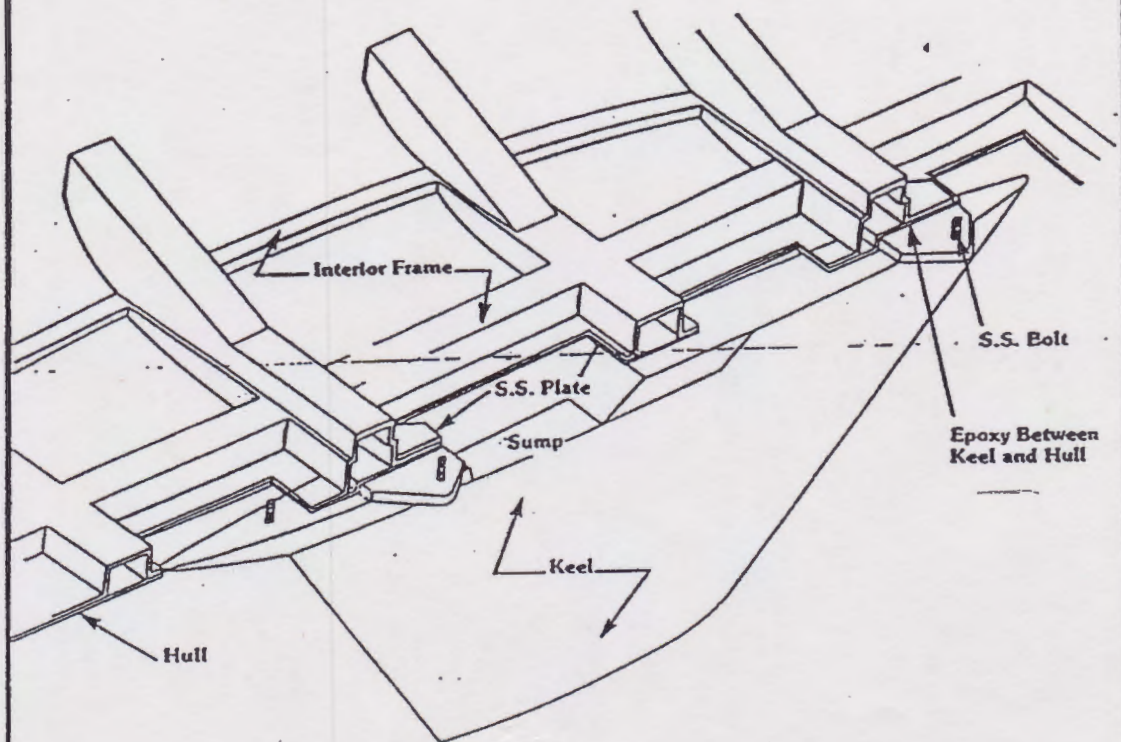 Interior Frame
S.S. Plate
Sump
S.S. Bolt
Epoxy Between
Keel and Hull
Keel
Hull